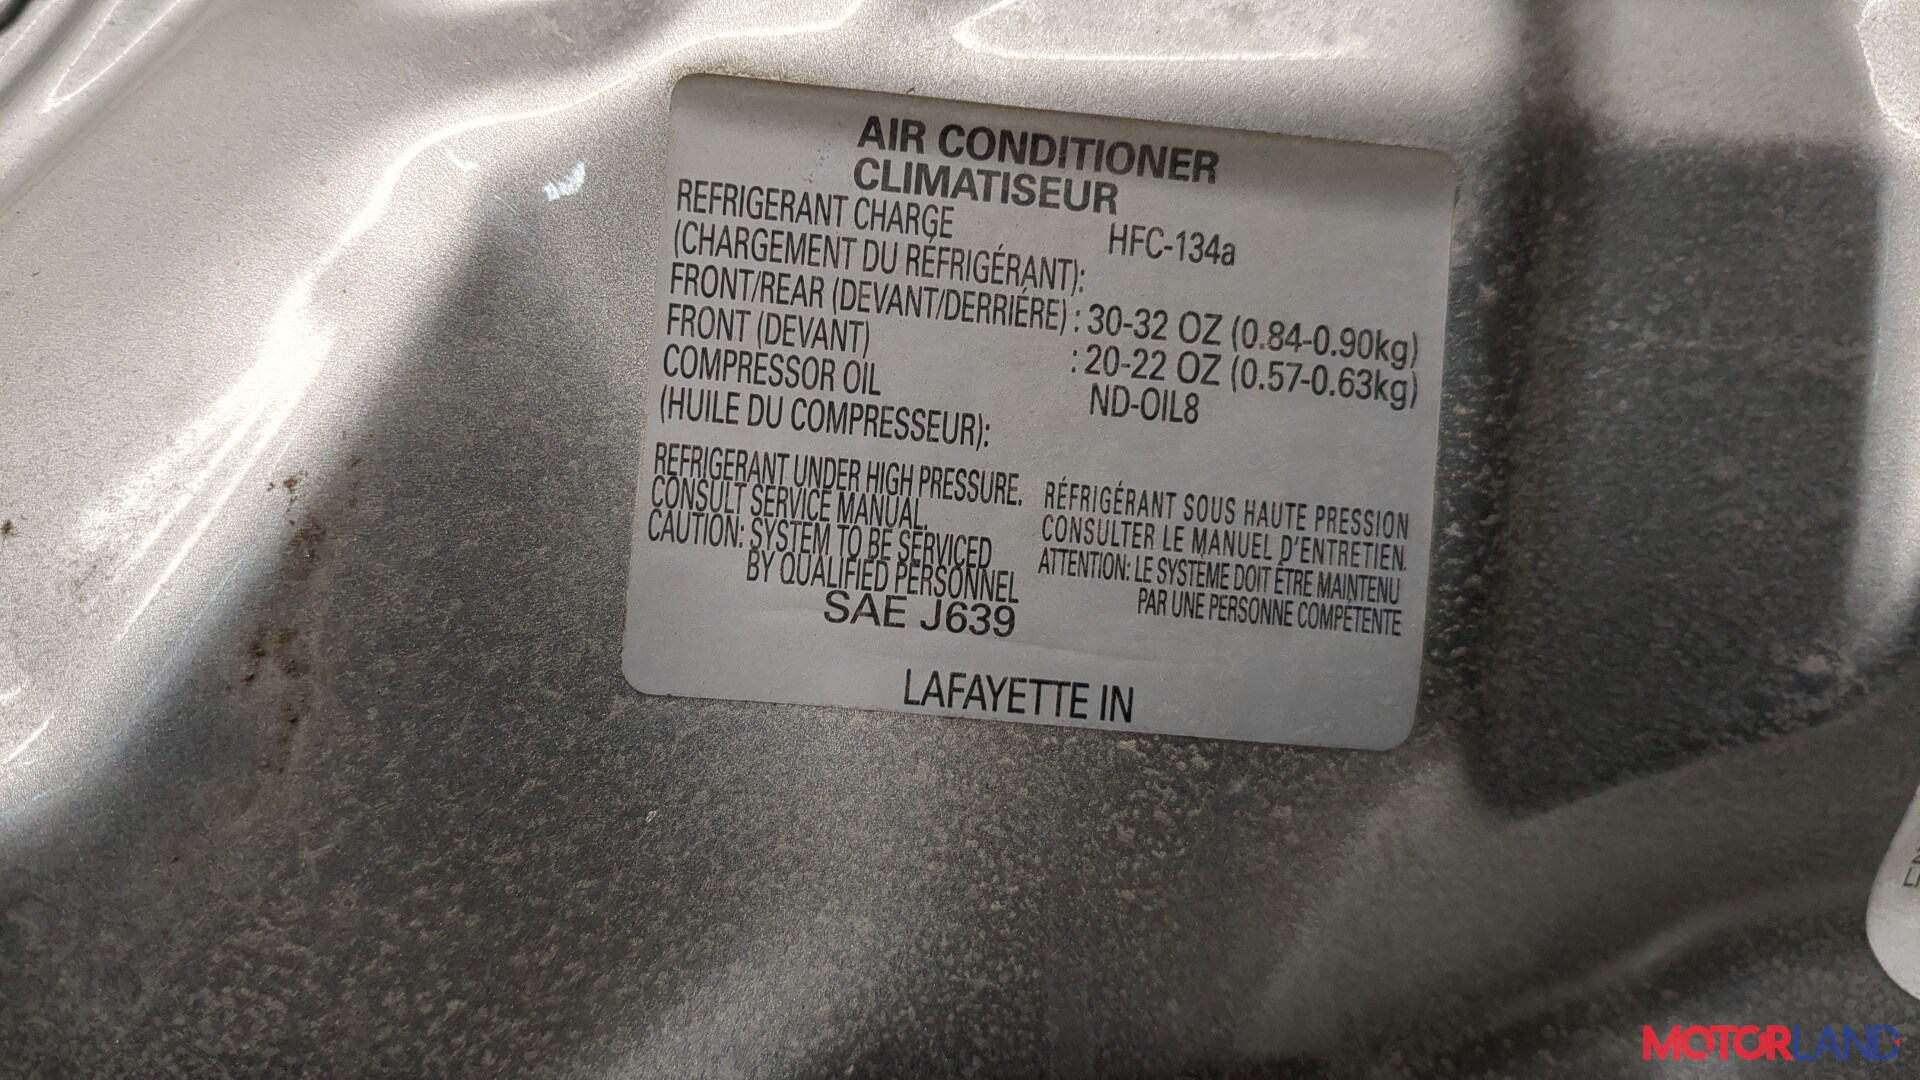 AIR CONDITIONER
CLIMATISEUR
REFRIGERANT CHARGE
(CHARGEMENT DU RÉFRIGÉRANT): HFC-134a
FRONT/REAR (DEVANT/DERRIÉRE) : 30-32 OZ (0.84-0.90kg)
FRONT (DEVANT) : 20-22 OZ (0.57-0.63kg)
COMPRESSOR OIL ND-OIL8
(HUILE DU COMPRESSEUR):
REFRIGERANT UNDER HIGH PRESSURE.
CONSULT SERVICE MANUAL.
CAUTION: SYSTEM TO BE SERVICED
BY QUALIFIED PERSONNEL
SAE J639
RÉFRIGÉRANT SOUS HAUTE PRESSION
CONSULTER LE MANUEL D'ENTRETIEN.
ATTENTION: LE SYSTÈME DOIT ÊTRE MAINTENU
PAR UNE PERSONNE COMPÉTENTE
LAFAYETTE IN
MOTORLAND